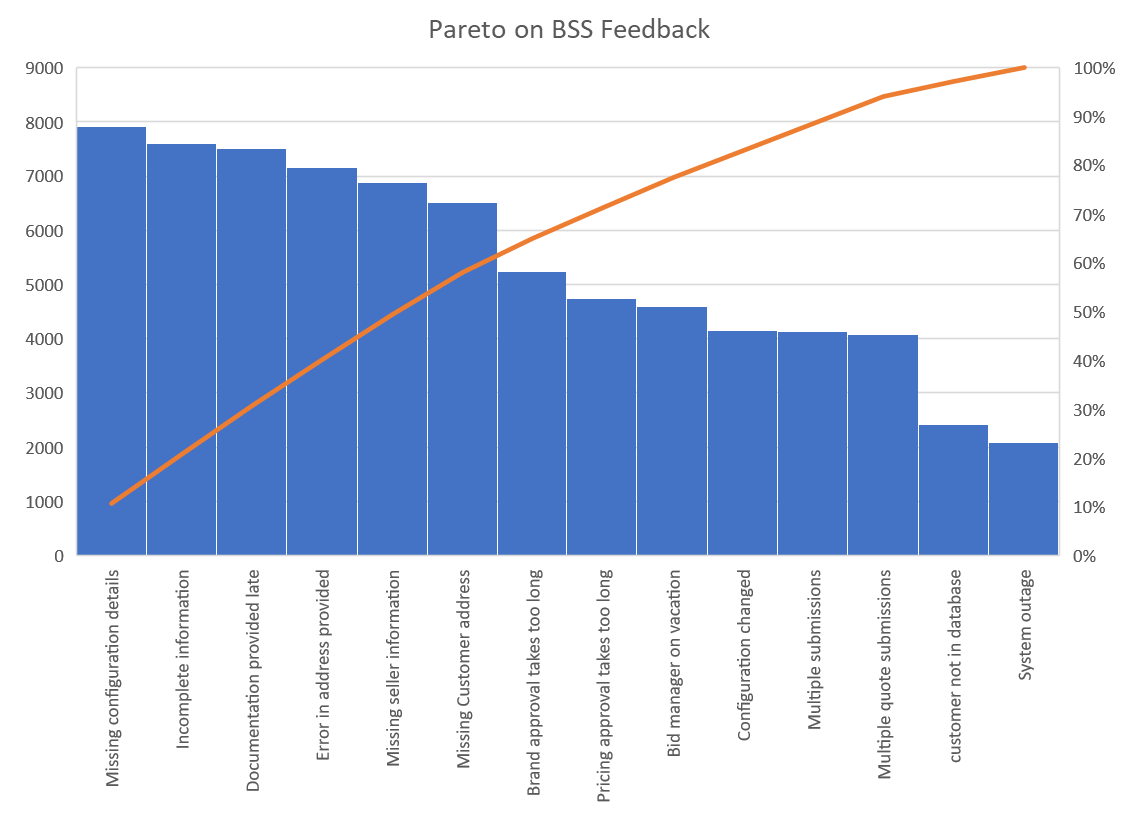 Pareto on BSS Feedback
9000
8000
7000
6000
5000
4000
3000
2000
1000
0
100%
90%
80%
70%
60%
50%
40%
30%
20%
10%
0%
Missing configuration details
Incomplete information
Documentation provided late
Error in address provided
Missing seller information
Missing Customer address
Brand approval takes too long
Pricing approval takes too long
Bid manager on vacation
Configuration changed
Multiple submissions
Multiple quote submissions
customer not in database
System outage